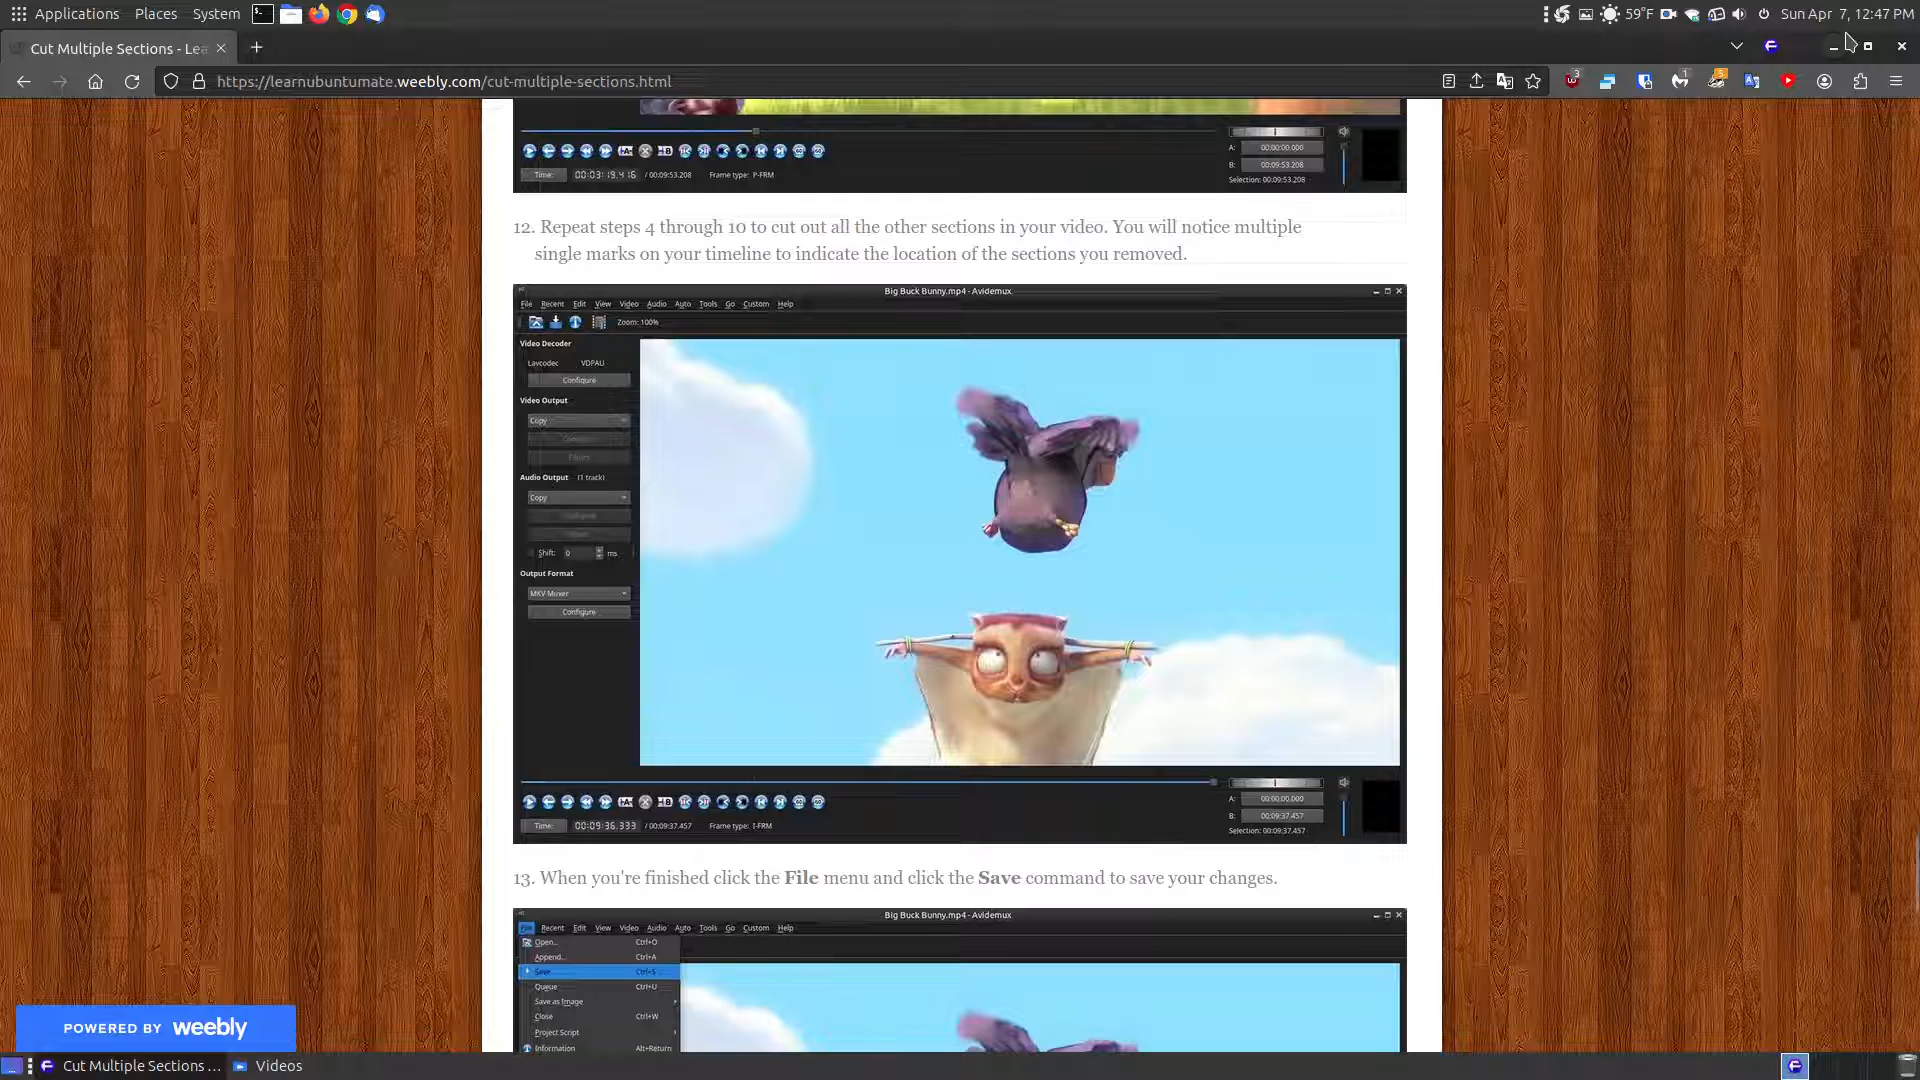 Applications Places System 59°F Sun Apr 7, 12:47 PM
Cut Multiple Sections - Lea
https://learnubuntumate.weebly.com/cut-multiple-sections.html
3 1 5
A: 00:00:00.000
B: 00:09:53.208
Time: 00:03:19.416 / 00:09:53.208 Frame type: P-FRM
Selection: 00:09:53.208
12. Repeat steps 4 through 10 to cut out all the other sections in your video. You will notice multiple
single marks on your timeline to indicate the location of the sections you removed.
Big Buck Bunny.mp4 - Avidemux
File Recent Edit View Video Audio Auto Tools Go Custom Help
Zoom: 100%
Video Decoder
Lavcodec VDPAU
Configure
Video Output
Copy
Configure
Filters
Audio Output (1 track)
Copy
Configure
Filters
Shift: 0 ms
Output Format
MKV Muxer
Configure
A: 00:00:00.000
B: 00:09:37.457
Time: 00:09:36.333 / 00:09:37.457 Frame type: I-FRM
Selection: 00:09:37.457
13. When you're finished click the File menu and click the Save command to save your changes.
Big Buck Bunny.mp4 - Avidemux
File Recent Edit View Video Audio Auto Tools Go Custom Help
Open... Ctrl+O
Append... Ctrl+A
Save... Ctrl+S
Queue Ctrl+U
Save as Image
Close Ctrl+W
Project Script
Information Alt+Return
POWERED BY weebly
Cut Multiple Sections ... Videos